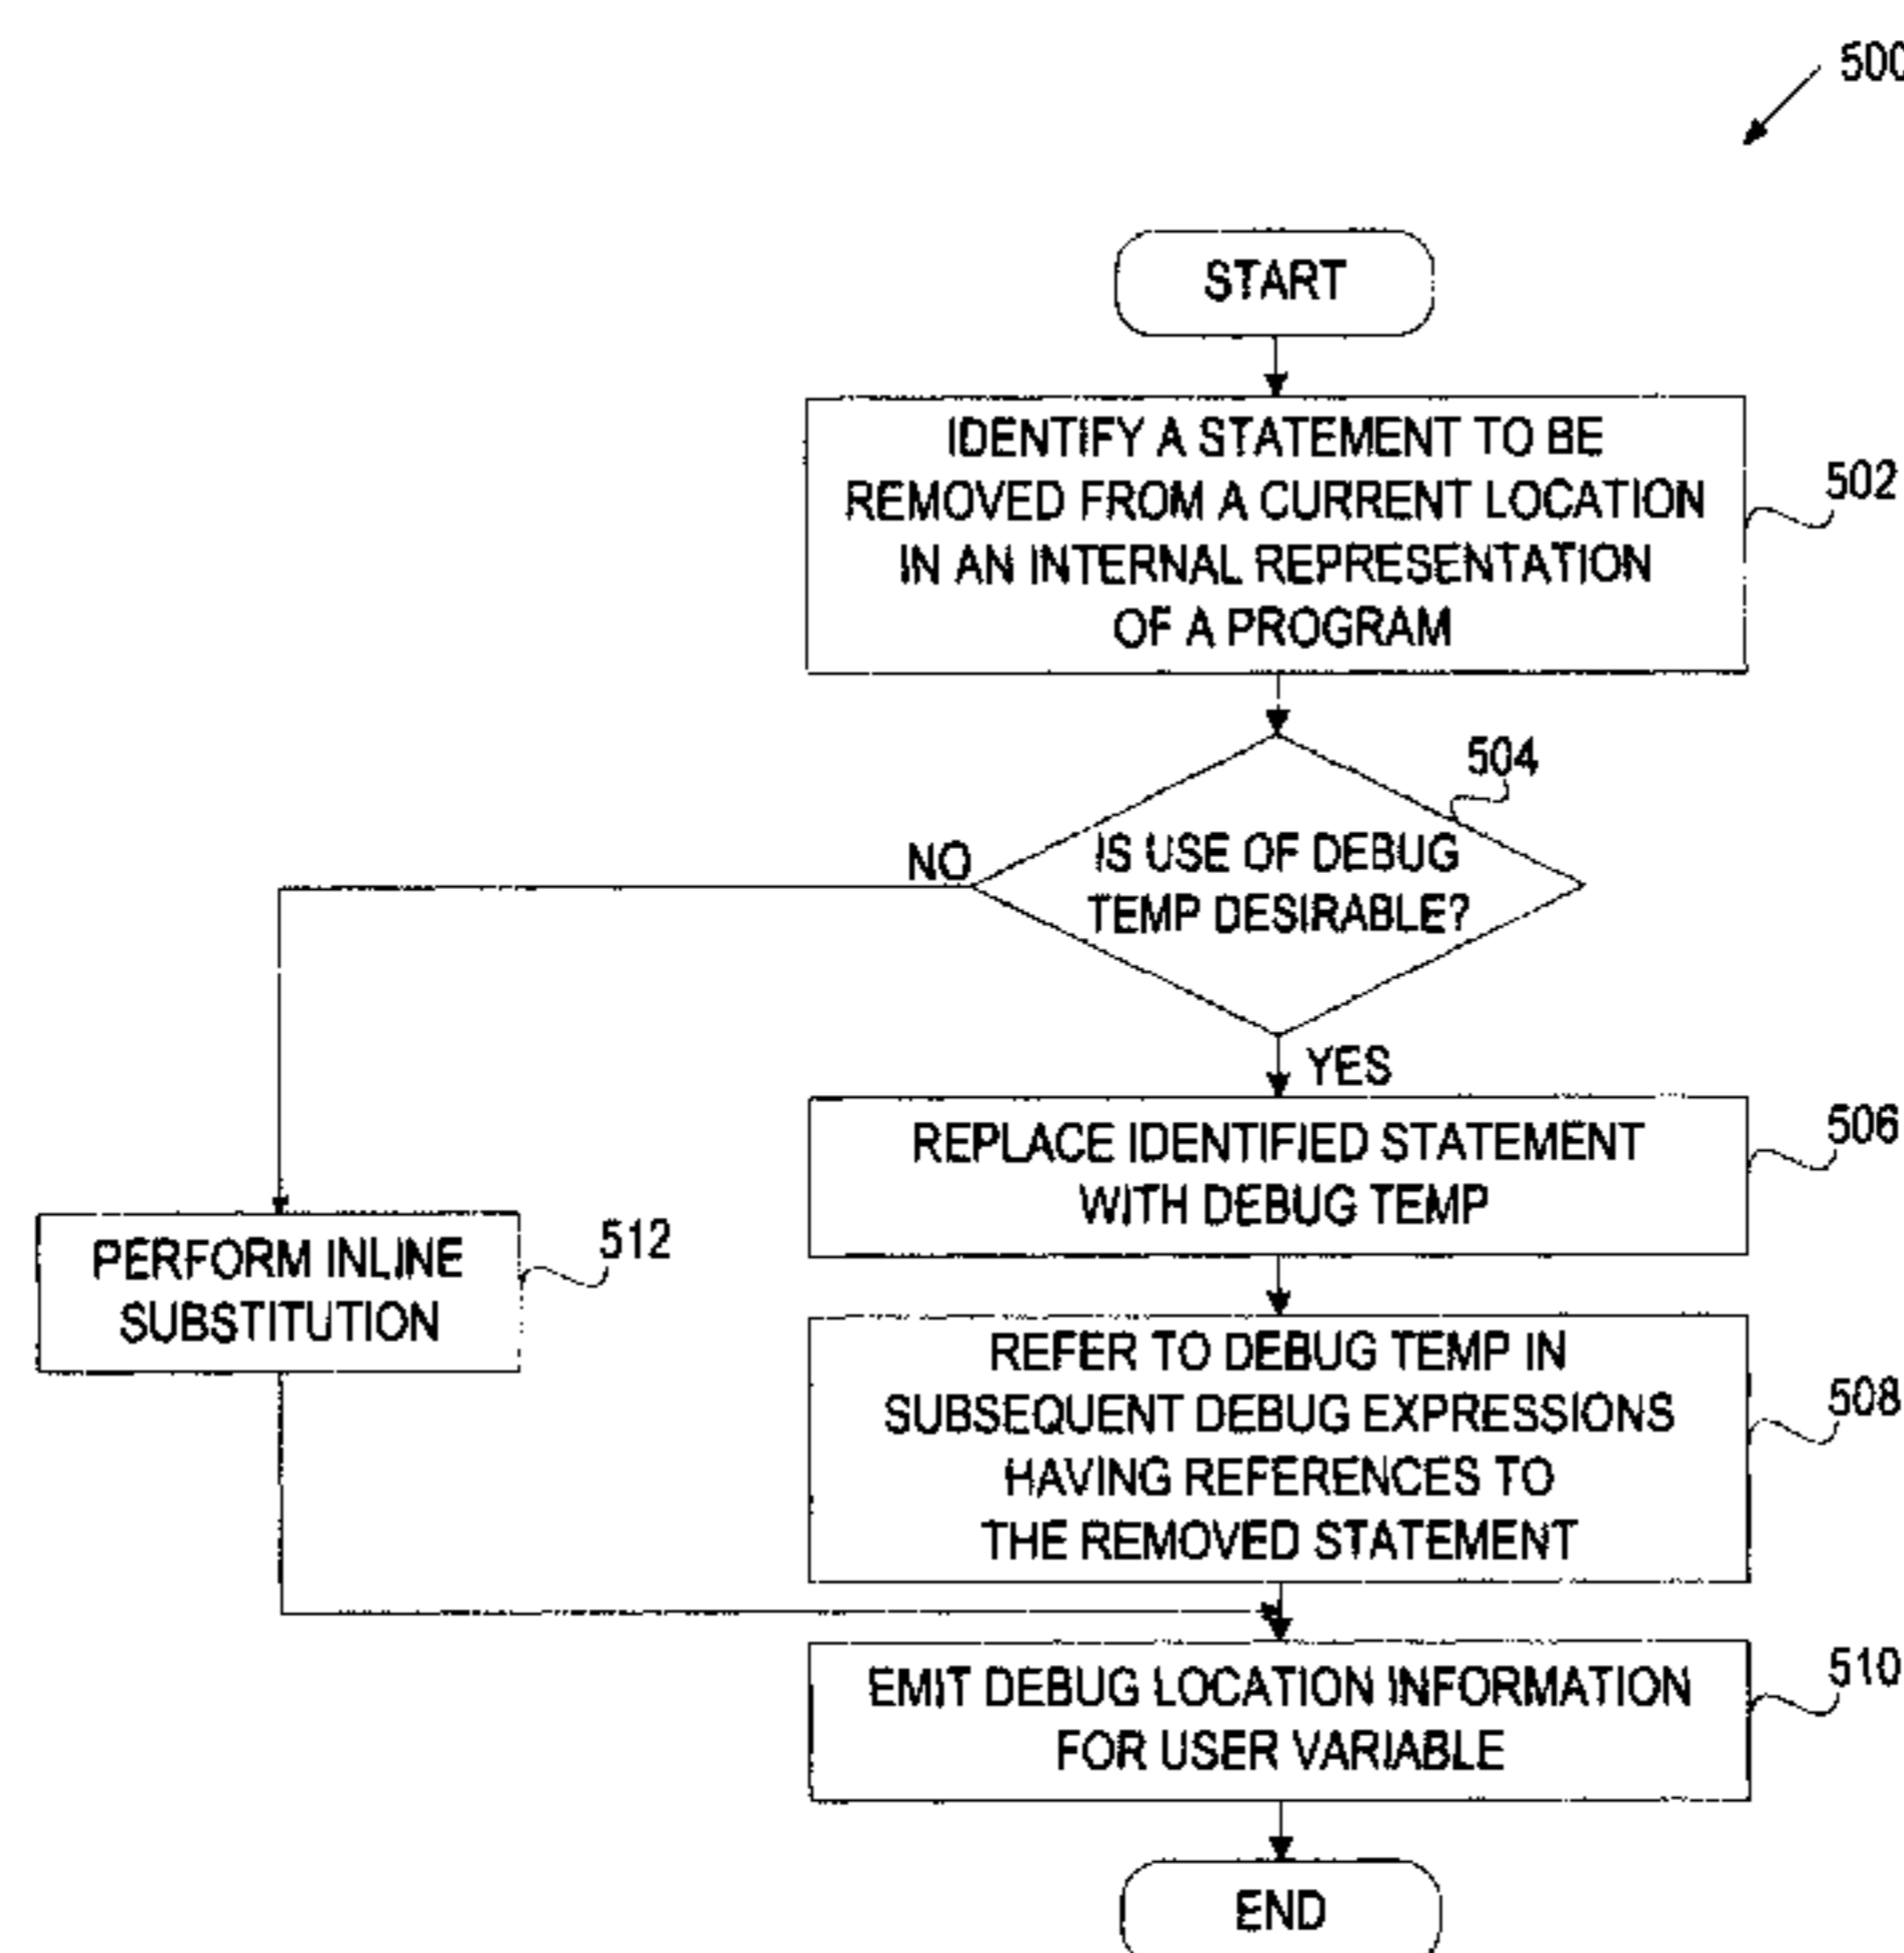 500
START
IDENTIFY A STATEMENT TO BE
REMOVED FROM A CURRENT LOCATION
IN AN INTERNAL REPRESENTATION
OF A PROGRAM
502
504
IS USE OF DEBUG
TEMP DESIRABLE?
NO
YES
REPLACE IDENTIFIED STATEMENT
WITH DEBUG TEMP
506
PERFORM INLINE
SUBSTITUTION
512
REFER TO DEBUG TEMP IN
SUBSEQUENT DEBUG EXPRESSIONS
HAVING REFERENCES TO
THE REMOVED STATEMENT
508
EMIT DEBUG LOCATION INFORMATION
FOR USER VARIABLE
510
END